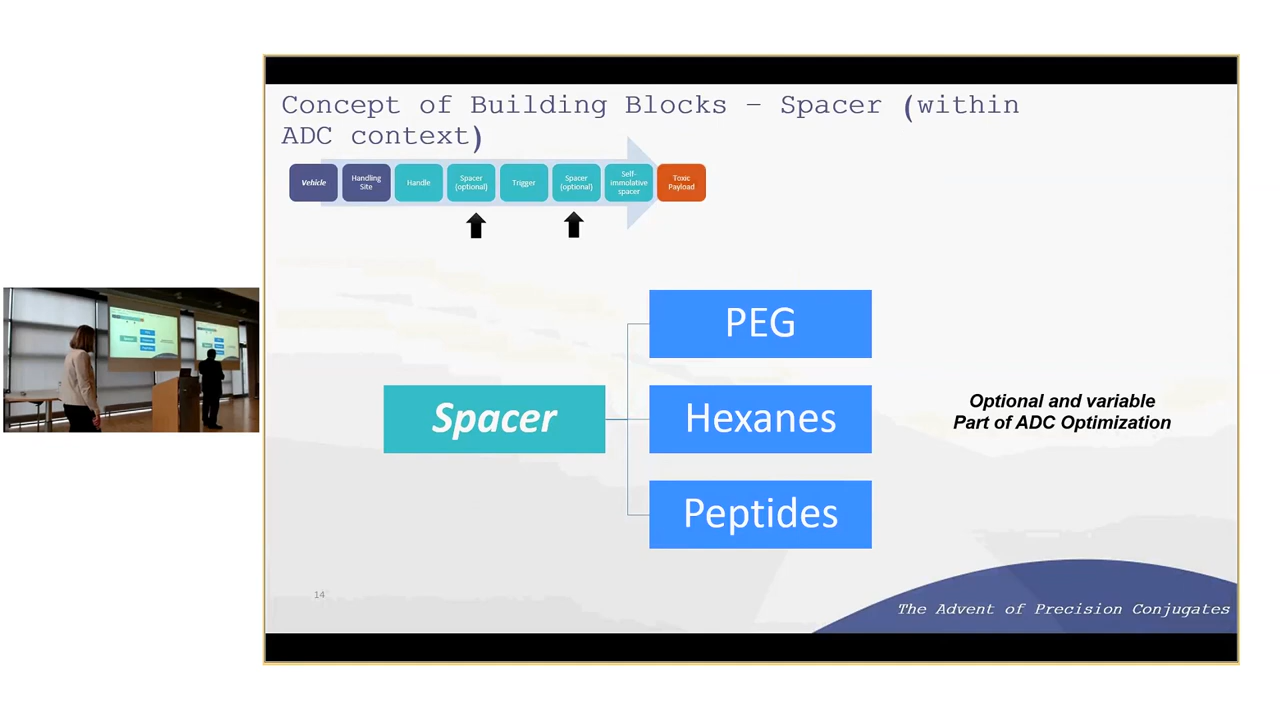 Concept of Building Blocks – Spacer (within
ADC context)
Vehicle
Handling
Site
Handle
Spacer
(optional)
Trigger
Spacer
(optional)
Self-
immolative
spacer
Toxic
Payload
PEG
Spacer
Hexanes
Peptides
Optional and variable
Part of ADC Optimization
14
The Advent of Precision Conjugates